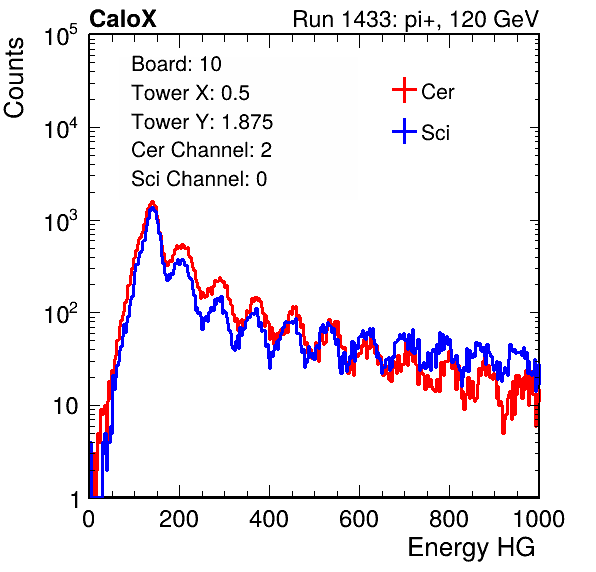 CaloX Run 1433: pi+, 120 GeV
Counts
10^5
10^4
10^3
10^2
10
1
Board: 10
Tower X: 0.5
Tower Y: 1.875
Cer Channel: 2
Sci Channel: 0
Cer
Sci
0 200 400 600 800 1000
Energy HG